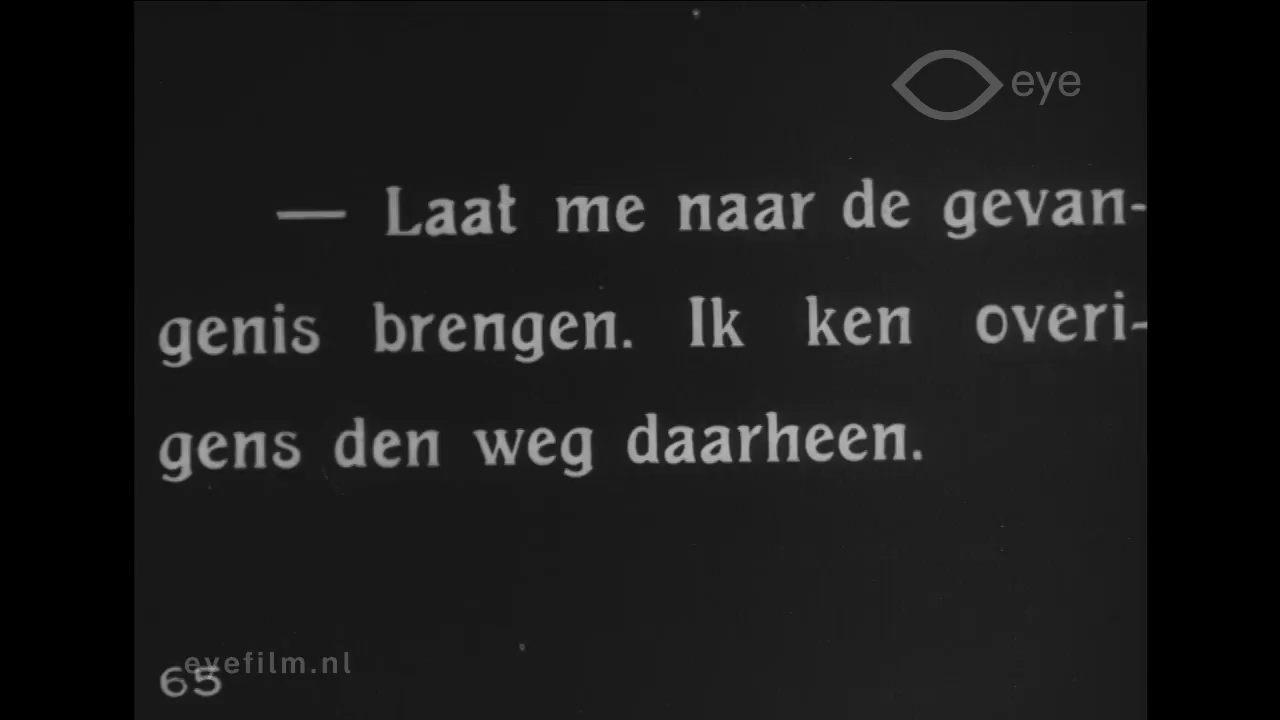 eye
— Laat me naar de gevan-
genis brengen. Ik ken overi-
gens den weg daarheen.
eyefilm.nl
65